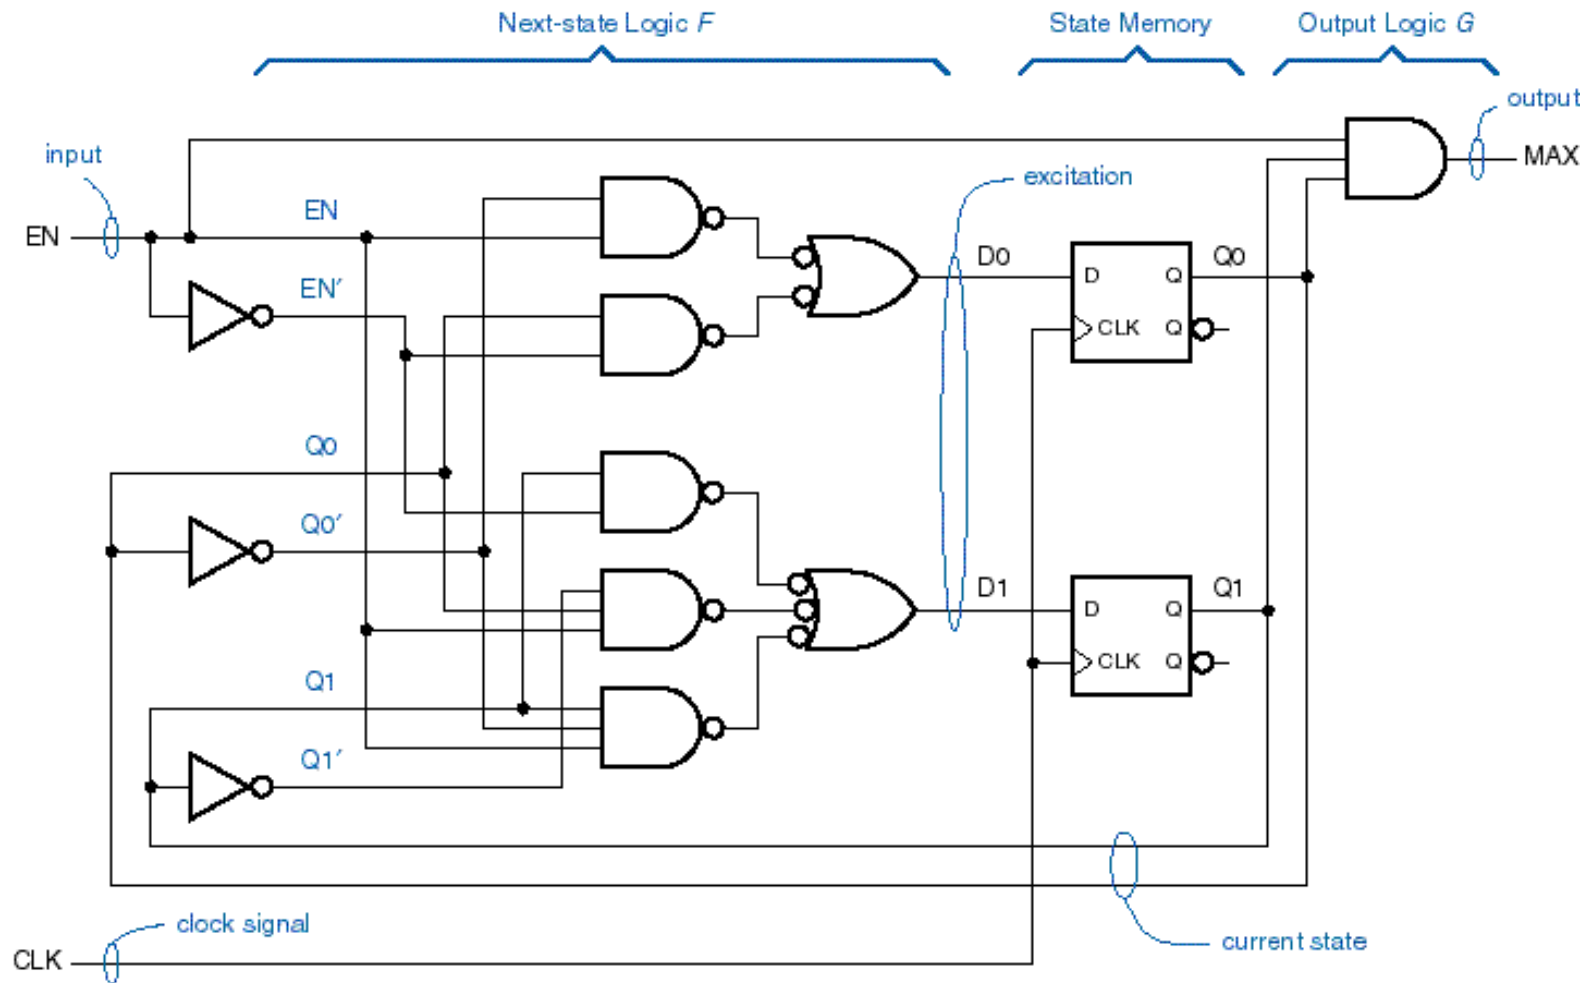 Next-state Logic F
State Memory
Output Logic G
output
input
MAX
excitation
EN
EN
D0
Q0
D
Q
EN′
CLK
Q
Q0
Q0′
D1
Q1
D
Q
CLK
Q
Q1
Q1′
clock signal
current state
CLK